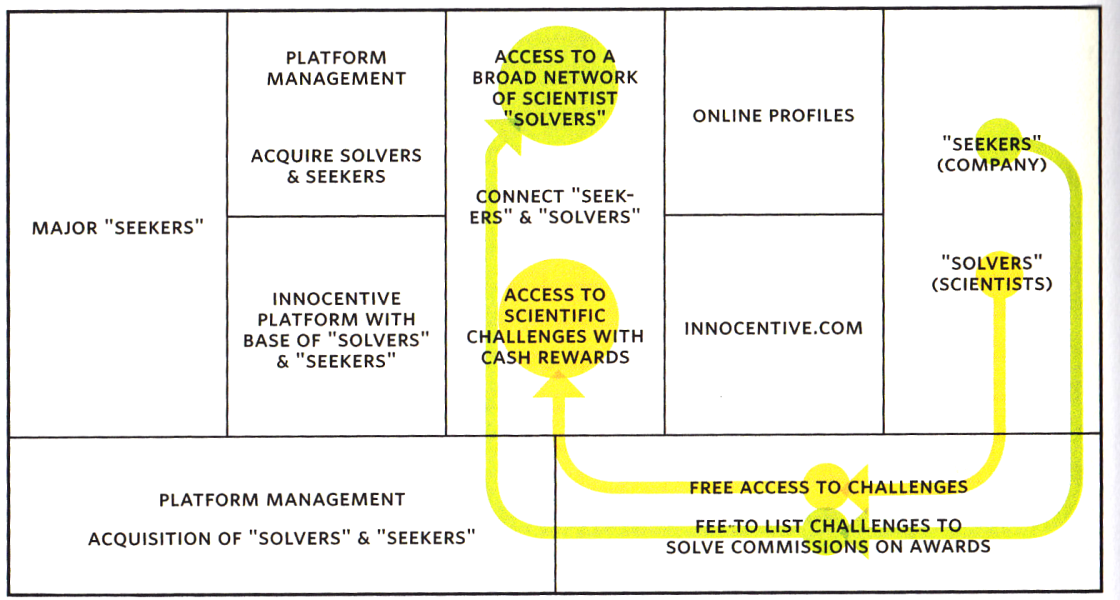 MAJOR "SEEKERS"
PLATFORM
MANAGEMENT
ACQUIRE SOLVERS
& SEEKERS
INNOCENTIVE
PLATFORM WITH
BASE OF "SOLVERS"
& "SEEKERS"
ACCESS TO A
BROAD NETWORK
OF SCIENTIST
"SOLVERS"
CONNECT "SEEK-
ERS" & "SOLVERS"
ACCESS TO
SCIENTIFIC
CHALLENGES WITH
CASH REWARDS
ONLINE PROFILES
INNOCENTIVE.COM
"SEEKERS"
(COMPANY)
"SOLVERS"
(SCIENTISTS)
PLATFORM MANAGEMENT
ACQUISITION OF "SOLVERS" & "SEEKERS"
FREE ACCESS TO CHALLENGES
FEE-TO LIST CHALLENGES TO
SOLVE COMMISSIONS ON AWARDS